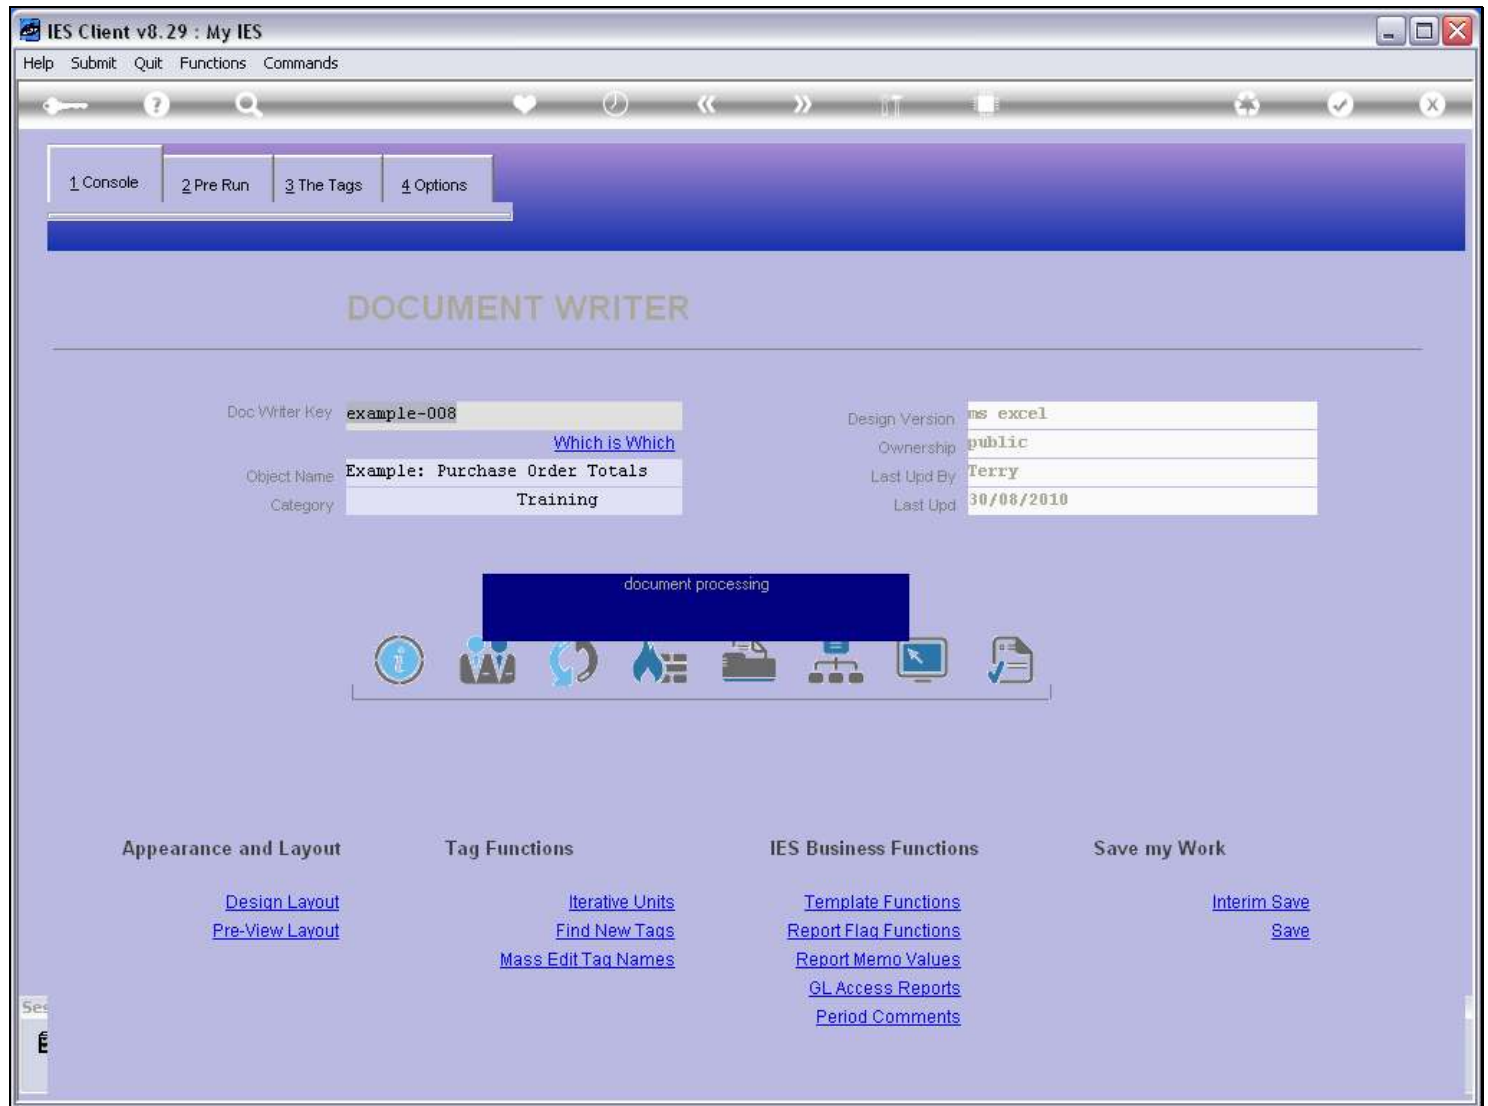 IES Client v8.29 : My IES
Help Submit Quit Functions Commands
1 Console 2 Pre Run 3 The Tags 4 Options
DOCUMENT WRITER
Doc Writer Key example-008
Which is Which
Object Name Example: Purchase Order Totals
Category Training
Design Version ms excel
Ownership public
Last Upd By Terry
Last Upd 30/08/2010
document processing
Appearance and Layout
Design Layout
Pre-View Layout
Tag Functions
Iterative Units
Find New Tags
Mass Edit Tag Names
IES Business Functions
Template Functions
Report Flag Functions
Report Memo Values
GL Access Reports
Period Comments
Save my Work
Interim Save
Save